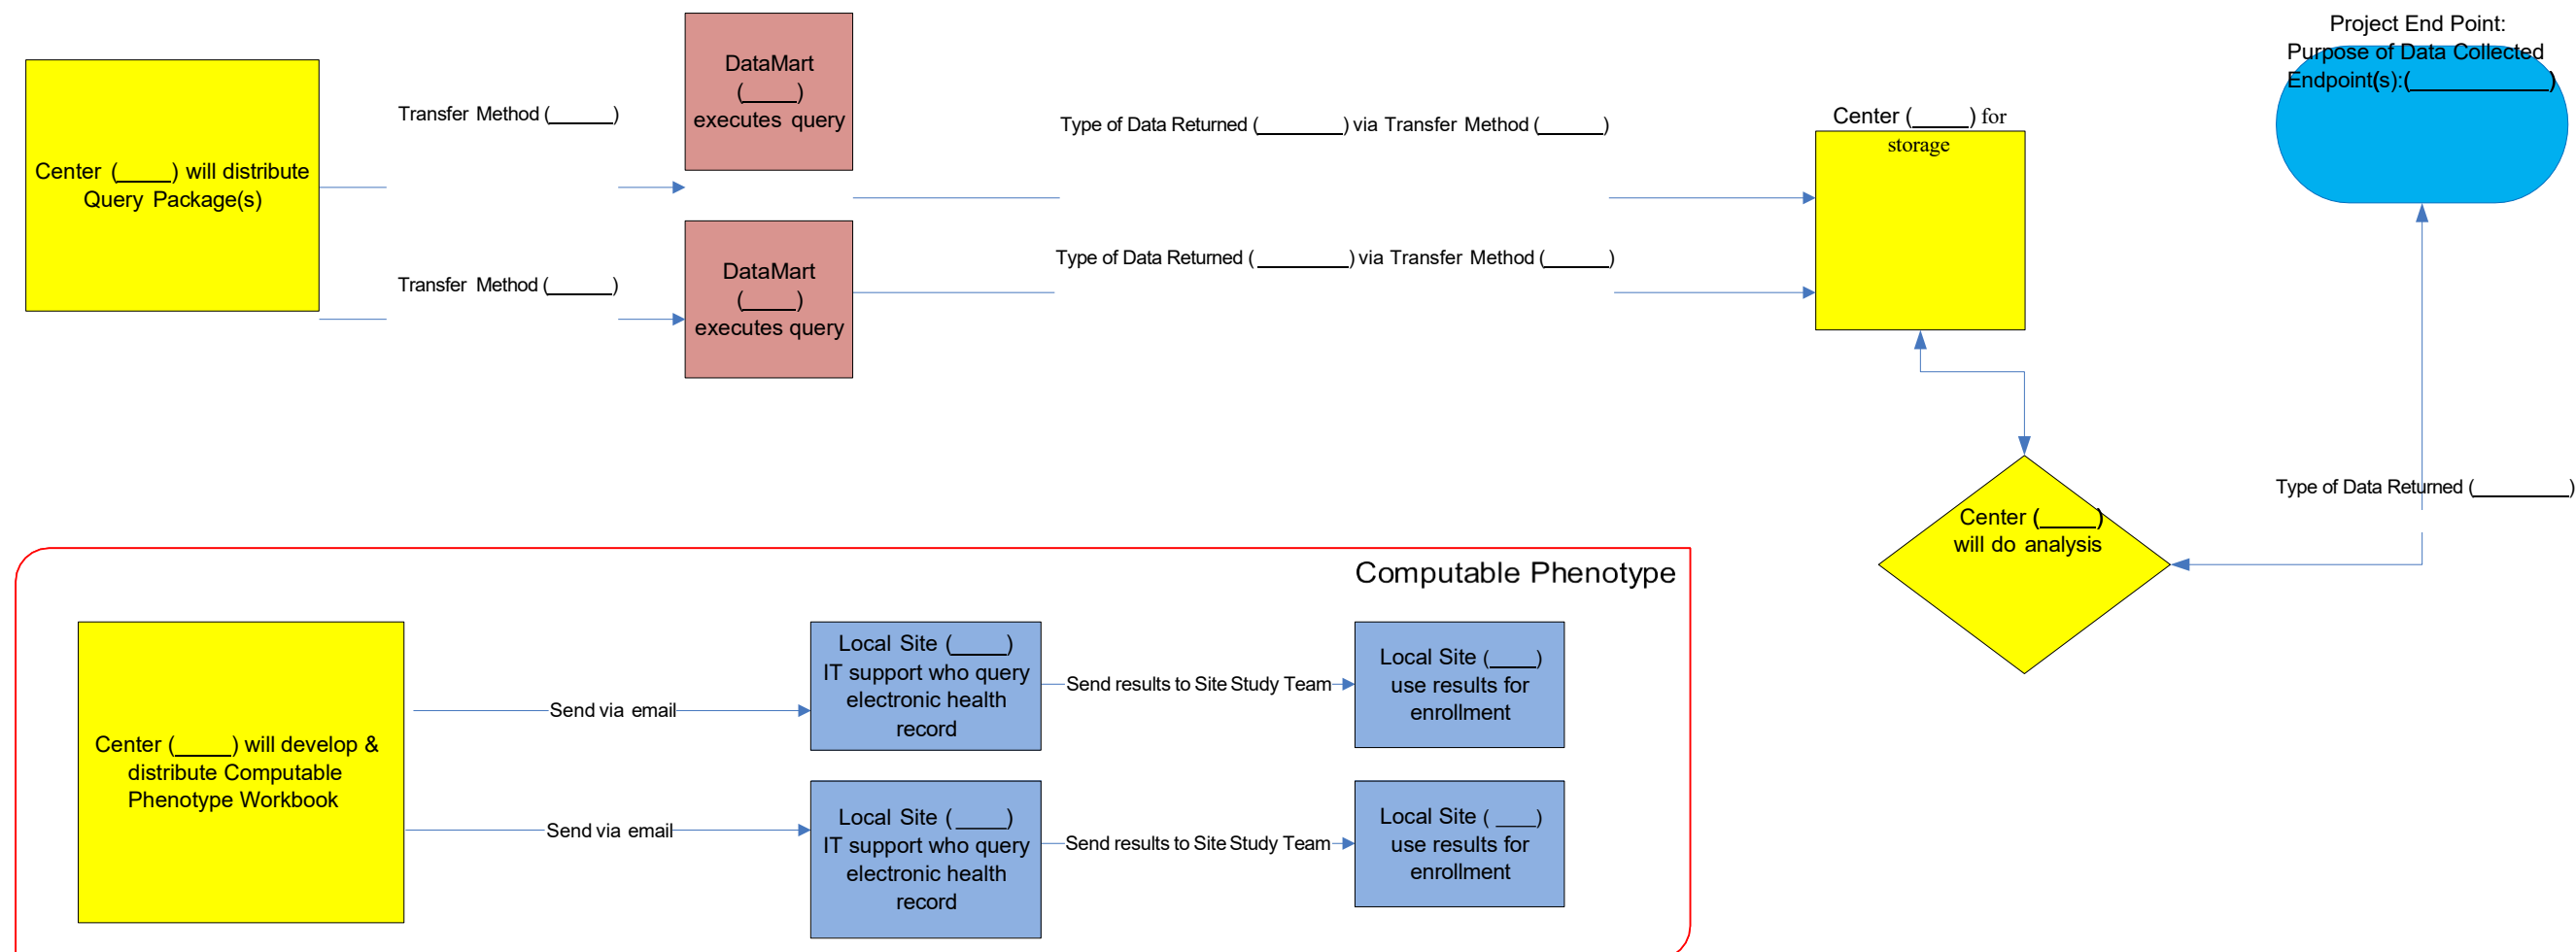 Center (_____) will distribute
Query Package(s)
Transfer Method (______)
Transfer Method (______)
DataMart
(_____)
executes query
DataMart
(_____)
executes query
Type of Data Returned (________) via Transfer Method (______)
Type of Data Returned ( ________) via Transfer Method (______)
Center (_____) for
storage
Project End Point:
Purpose of Data Collected
Endpoint(s):(_____________)
Center (_____)
will do analysis
Type of Data Returned (_________)
Computable Phenotype
Center (_____) will develop &
distribute Computable
Phenotype Workbook
Send via email
Send via email
Local Site (_____)
IT support who query
electronic health
record
Local Site ( _____)
IT support who query
electronic health
record
Send results to Site Study Team
Send results to Site Study Team
Local Site (____)
use results for
enrollment
Local Site ( ____)
use results for
enrollment